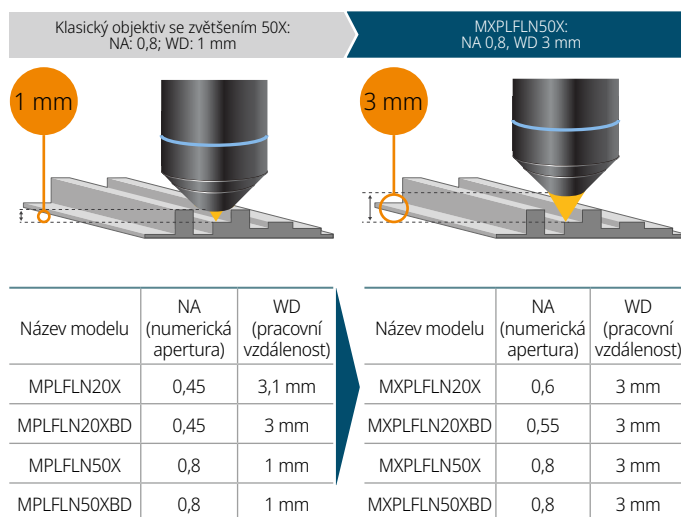 Klasický objektiv se zvětšením 50X:
NA: 0,8; WD: 1 mm
MXPLFLN50X:
NA 0,8, WD 3 mm
1 mm
3 mm
Název modelu
NA
(numerická
apertura)
WD
(pracovní
vzdálenost)
MPLFLN20X
0,45
3,1 mm
MPLFLN20XBD
0,45
3 mm
MPLFLN50X
0,8
1 mm
MPLFLN50XBD
0,8
1 mm
Název modelu
NA
(numerická
apertura)
WD
(pracovní
vzdálenost)
MXPLFLN20X
0,6
3 mm
MXPLFLN20XBD
0,55
3 mm
MXPLFLN50X
0,8
3 mm
MXPLFLN50XBD
0,8
3 mm